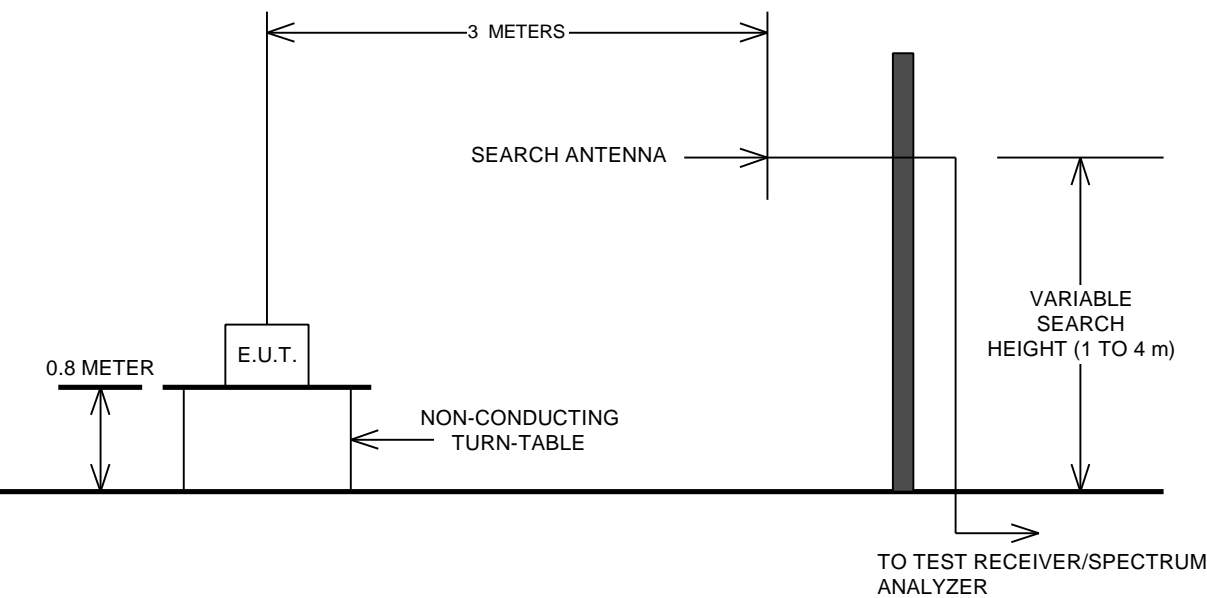 3 METERS
SEARCH ANTENNA
VARIABLE
SEARCH
HEIGHT (1 TO 4 m)
E.U.T.
0.8 METER
NON-CONDUCTING
TURN-TABLE
TO TEST RECEIVER/SPECTRUM
ANALYZER